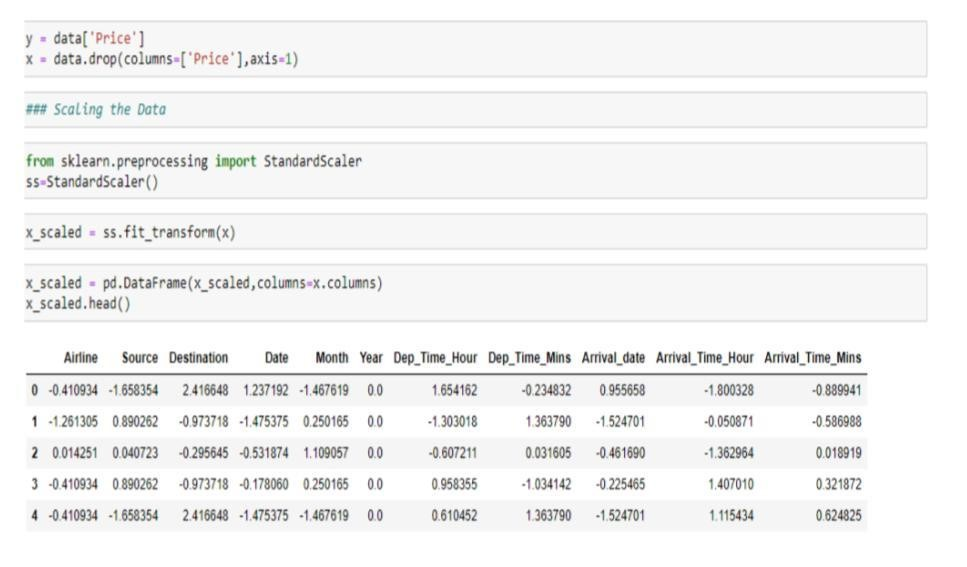 y = data['Price']
x = data.drop(columns=['Price'],axis=1)
### Scaling the Data
from sklearn.preprocessing import StandardScaler
ss=StandardScaler()
x_scaled = ss.fit_transform(x)
x_scaled = pd.DataFrame(x_scaled,columns=x.columns)
x_scaled.head()
Airline Source Destination Date Month Year Dep_Time_Hour Dep_Time_Mins Arrival_date Arrival_Time_Hour Arrival_Time_Mins
0 -0.410934 -1.658354 2.416648 1.237192 -1.467619 0.0 1.654162 -0.234832 0.955658 -1.800328 -0.889941
1 -1.261305 0.890262 -0.973718 -1.475375 0.250165 0.0 -1.303018 1.363790 -1.524701 -0.050871 -0.586988
2 0.014251 0.040723 -0.295645 -0.531874 1.109057 0.0 -0.607211 0.031605 -0.461690 -1.362964 0.018919
3 -0.410934 0.890262 -0.973718 -0.178060 0.250165 0.0 0.958355 -1.034142 -0.225465 1.407010 0.321872
4 -0.410934 -1.658354 2.416648 -1.475375 -1.467619 0.0 0.610452 1.363790 -1.524701 1.115434 0.624825